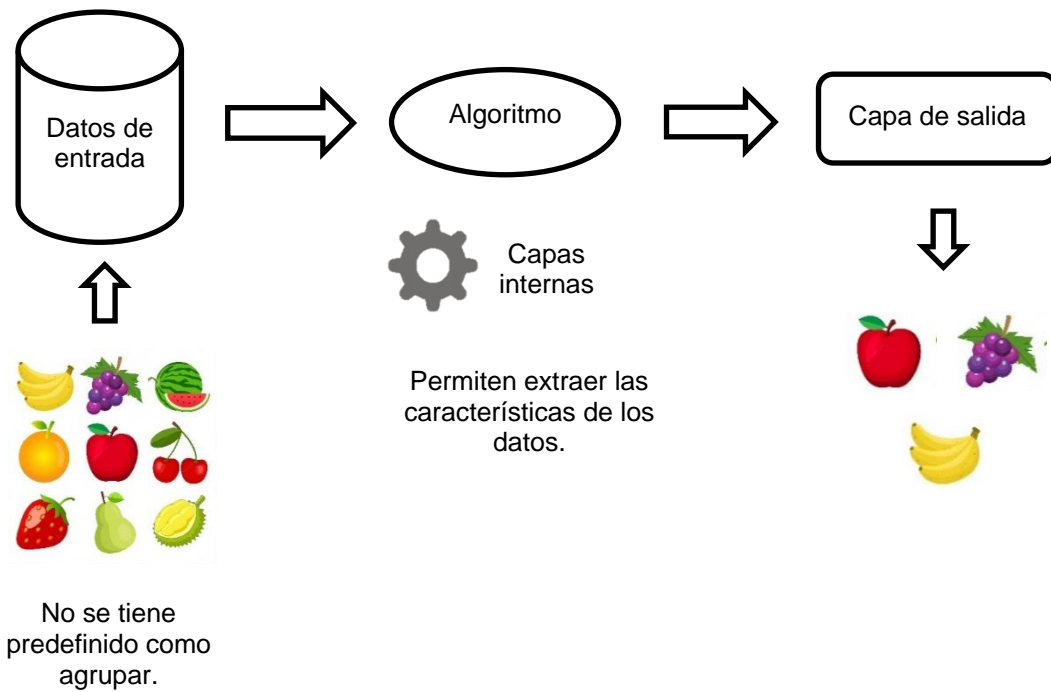 Datos de
entrada
Algoritmo
Capa de salida
Capas
internas
Permiten extraer las
características de los
datos.
No se tiene
predefinido como
agrupar.